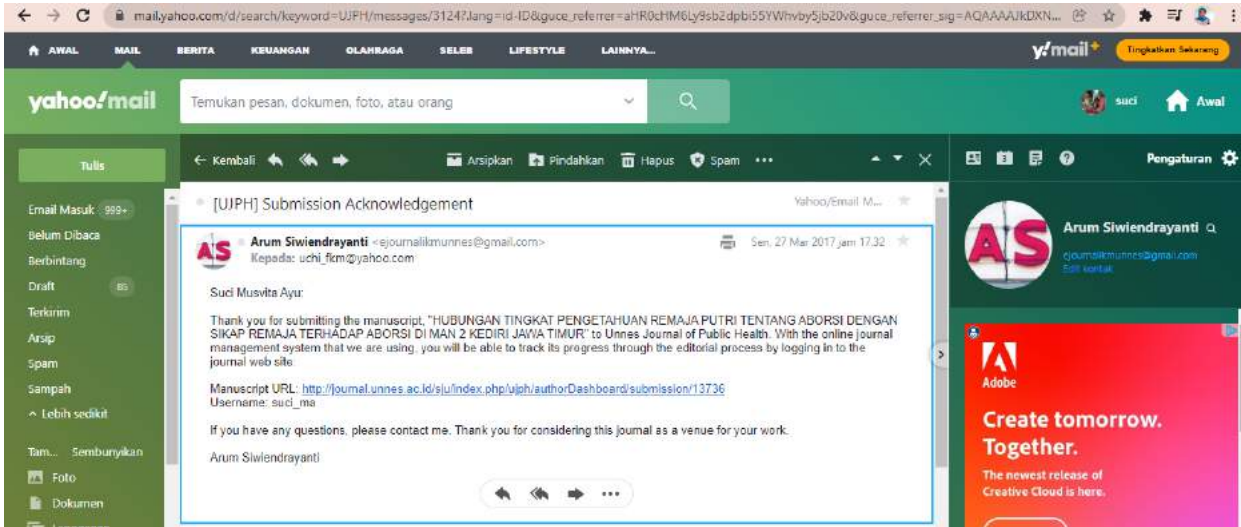 mail.yahoo.com/d/search/keyword=UJPH/messages/3124?.lang=id-ID&guce_referrer=
AWAL MAIL BERITA KEUANGAN OLAHRAGA SELEB LIFESTYLE LAINNYA... y!mail+ Tingkatkan Sekarang
yahoo!mail Temukan pesan, dokumen, foto, atau orang suci Awal
Tulis Kembali Arsipkan Pindahkan Hapus Spam ••• Pengaturan
Email Masuk 999+
Belum Dibaca
Berbintang
Draft 85
Terkirim
Arsip
Spam
Sampah
Lebih sedikit
Tam... Sembunyikan
Foto
Dokumen
[UJPH] Submission Acknowledgement Yahoo/Email M...
AS Arum Siwiendrayanti <ejournalikmunnes@gmail.com> Sen, 27 Mar 2017 jam 17.32
Kepada: uchi_fkm@yahoo.com
Suci Musvita Ayu:
Thank you for submitting the manuscript, "HUBUNGAN TINGKAT PENGETAHUAN REMAJA PUTRI TENTANG ABORSI DENGAN
SIKAP REMAJA TERHADAP ABORSI DI MAN 2 KEDIRI JAWA TIMUR" to Unnes Journal of Public Health. With the online journal
management system that we are using, you will be able to track its progress through the editorial process by logging in to the
journal web site:
Manuscript URL: http://journal.unnes.ac.id/sju/index.php/ujph/authorDashboard/submission/13736
Username: suci_ma
If you have any questions, please contact me. Thank you for considering this journal as a venue for your work.
Arum Siwiendrayanti
•••
AS Arum Siwiendrayanti
ejournalikmunnes@gmail.com
Edit kontak
Adobe
Create tomorrow.
Together.
The newest release of
Creative Cloud is here.